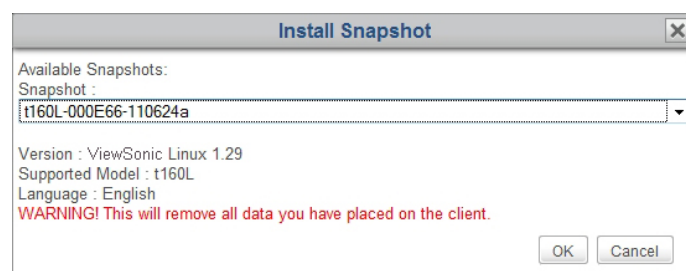 Install Snapshot
Available Snapshots:
Snapshot :
t160L-000E66-110624a
Version : ViewSonic Linux 1.29
Supported Model : t160L
Language : English
WARNING! This will remove all data you have placed on the client.
OK Cancel